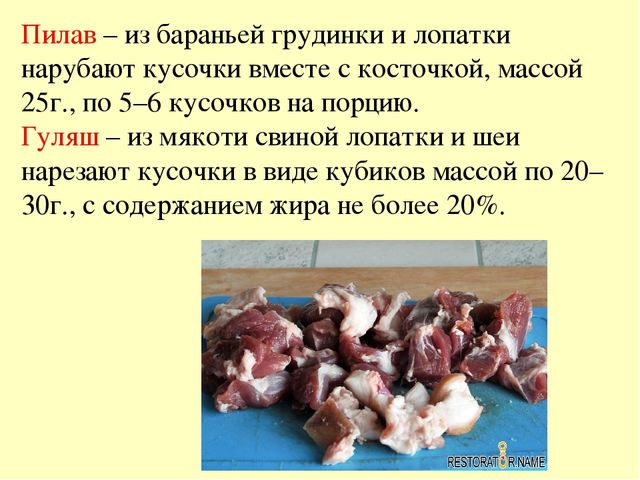 Пилав – из бараньей грудинки и лопатки
нарубают кусочки вместе с косточкой, массой
25г., по 5–6 кусочков на порцию.
Гуляш – из мякоти свиной лопатки и шеи
нарезают кусочки в виде кубиков массой по 20–
30г., с содержанием жира не более 20%.
RESTORATOR.NAME